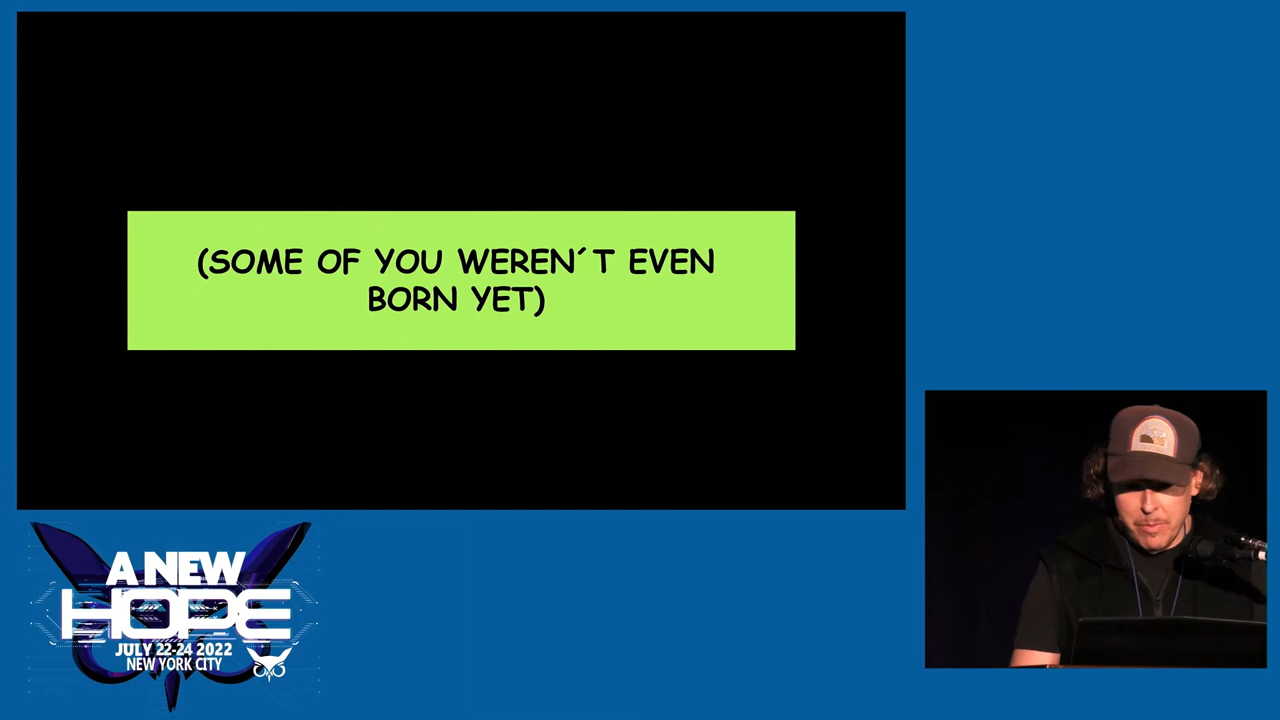 (SOME OF YOU WEREN´T EVEN
BORN YET)
A NEW
HOPE
JULY 22-24 2022
NEW YORK CITY